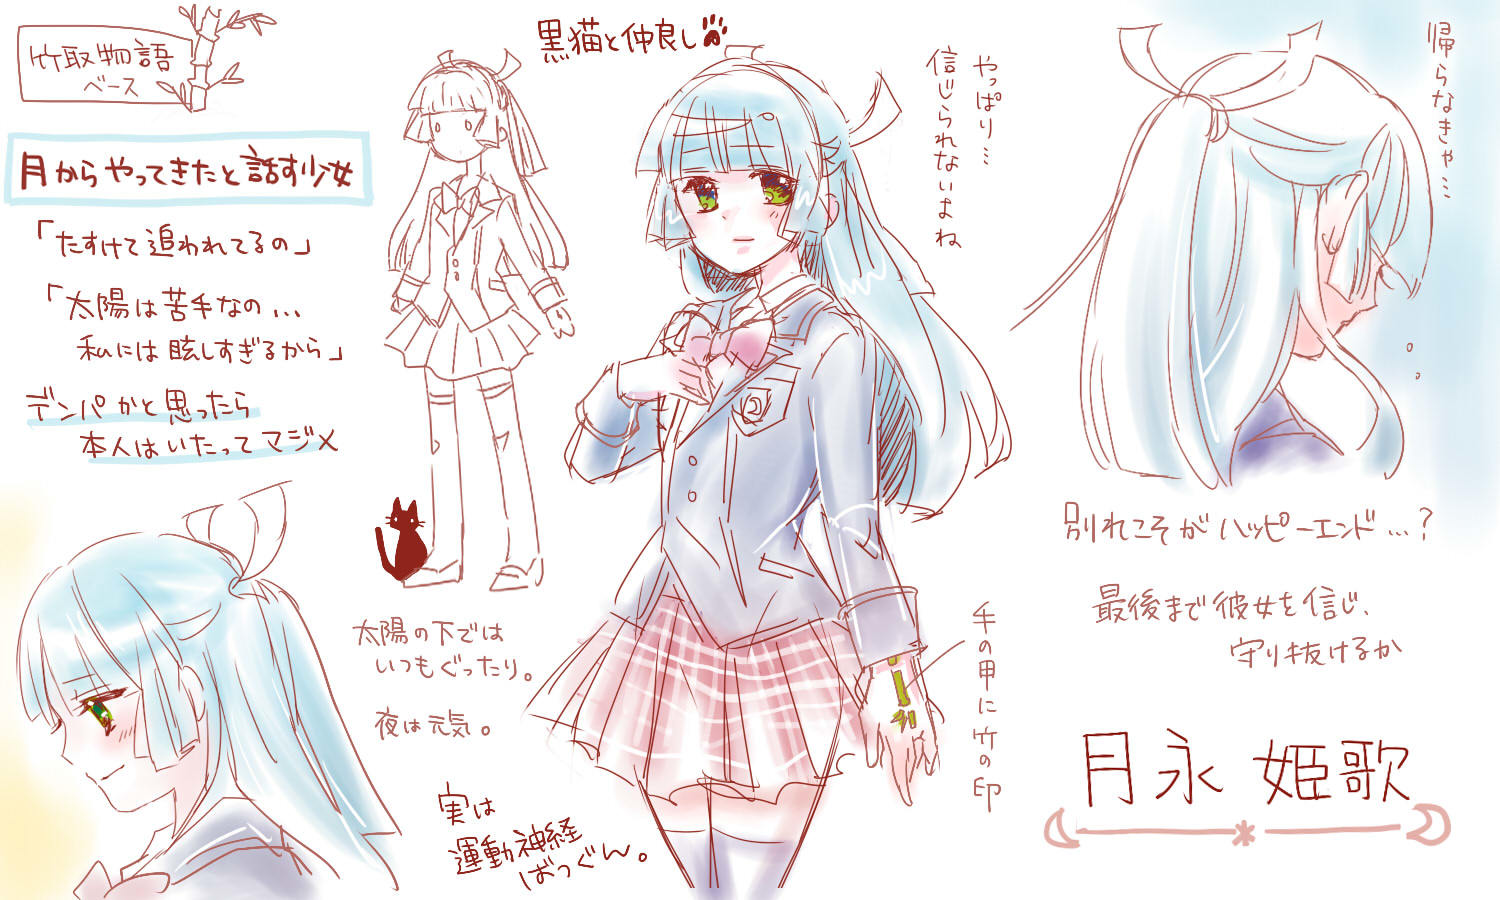 竹取物語
ベース
月からやってきたと話す少女
「たすけて追われてるの」
「太陽は苦手なの...
私には眩しすぎるから」
デンパかと思ったら
本人はいたってマジメ
黒猫と仲良し
やっぱり...
信じられないよね
帰らなきゃ...
太陽の下では
いつもぐったり。
夜は元気。
実は
運動神経
ばつぐん。
手の甲に竹の印
別れこそがハッピーエンド...?
最後まで彼女を信じ、
守り抜けるか
月永 姫歌